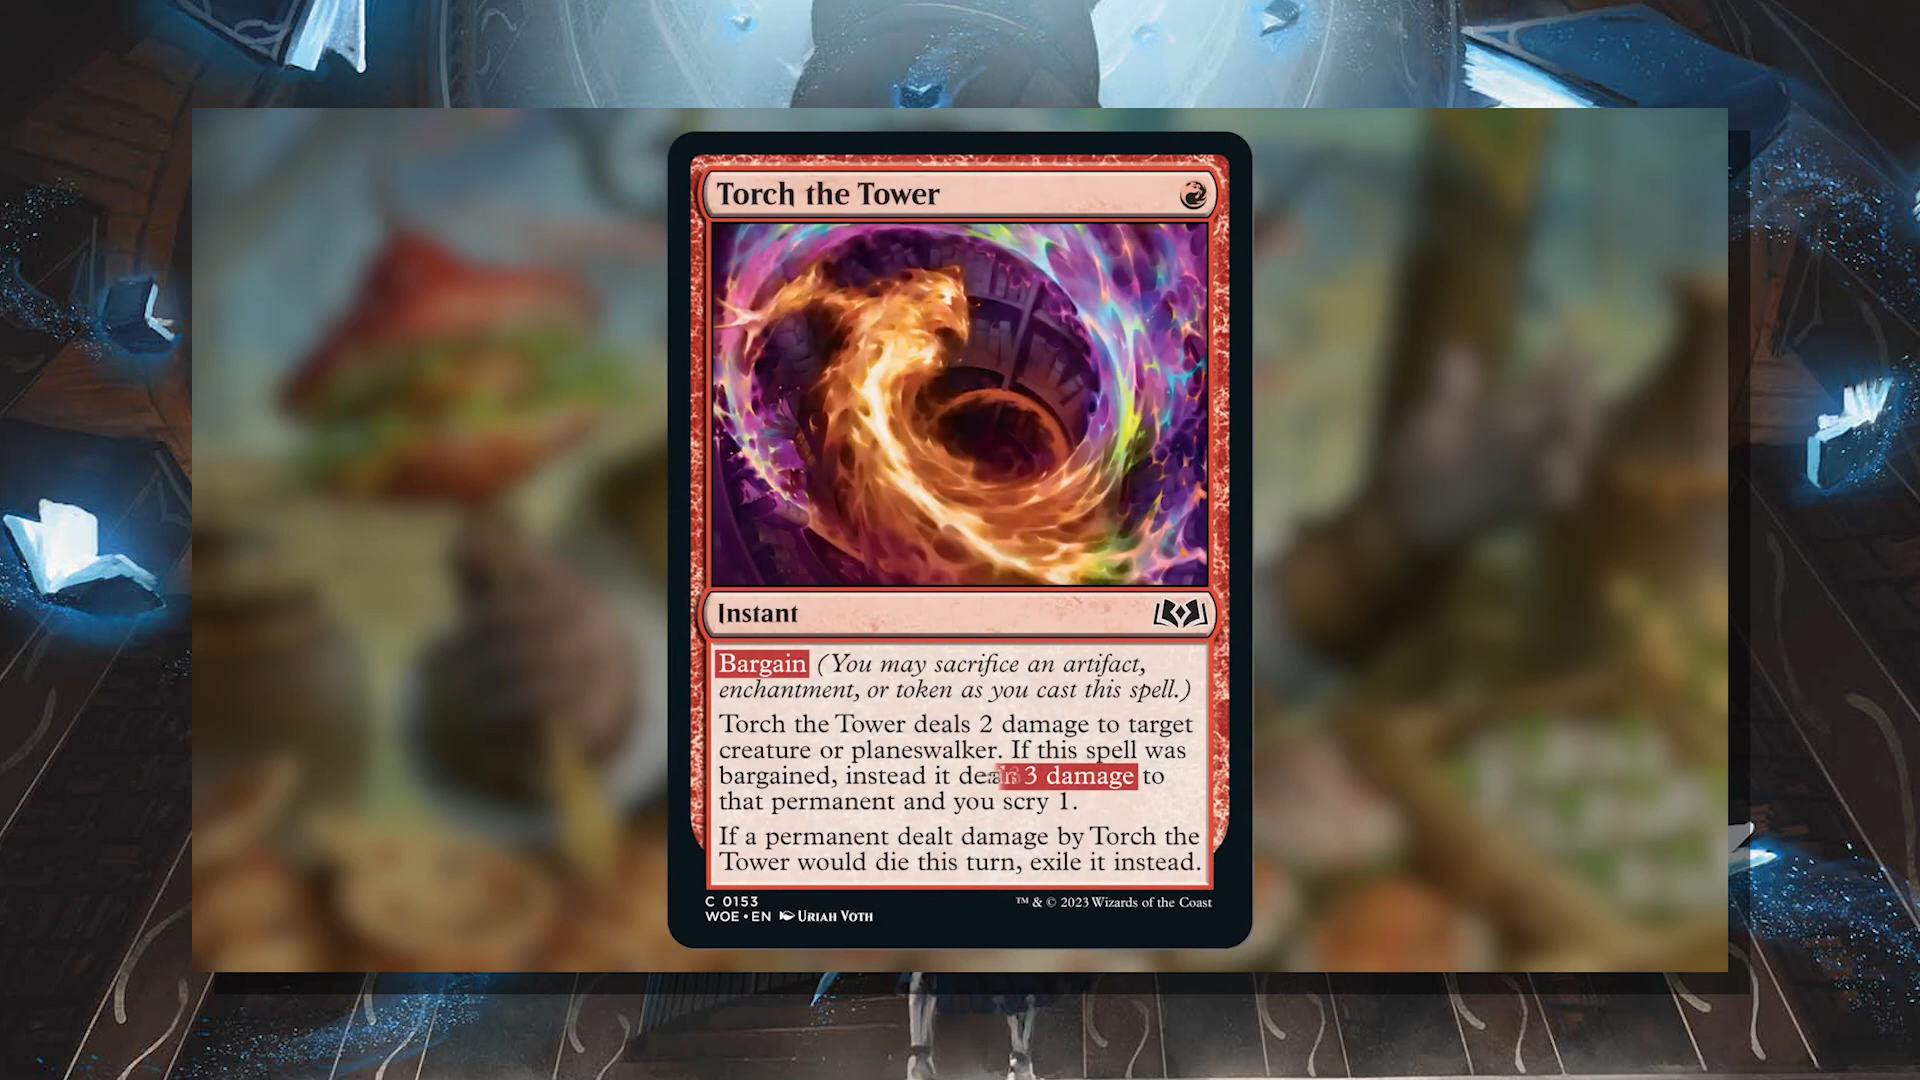 Torch the Tower
Instant
Bargain (You may sacrifice an artifact,
enchantment, or token as you cast this spell.)
Torch the Tower deals 2 damage to target
creature or planeswalker. If this spell was
bargained, instead it deals 3 damage to
that permanent and you scry 1.
If a permanent dealt damage by Torch the
Tower would die this turn, exile it instead.
C 0153
WOE • EN Uriah Voth
™ & © 2023 Wizards of the Coast